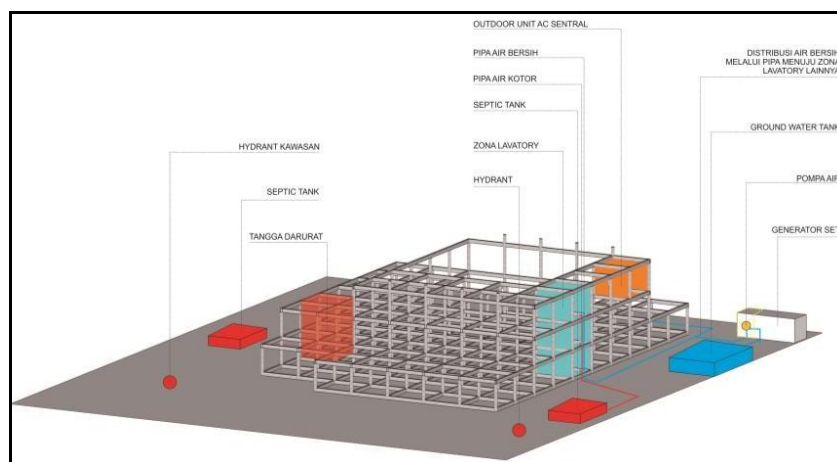 OUTDOOR UNIT AC SENTRAL
PIPA AIR BERSIH
PIPA AIR KOTOR
SEPTIC TANK
ZONA LAVATORY
HYDRANT
HYDRANT KAWASAN
SEPTIC TANK
TANGGA DARURAT
DISTRIBUSI AIR BERSIH
MELALUI PIPA MENUJU ZONA
LAVATORY LAINNYA
GROUND WATER TANK
POMPA AIR
GENERATOR SET